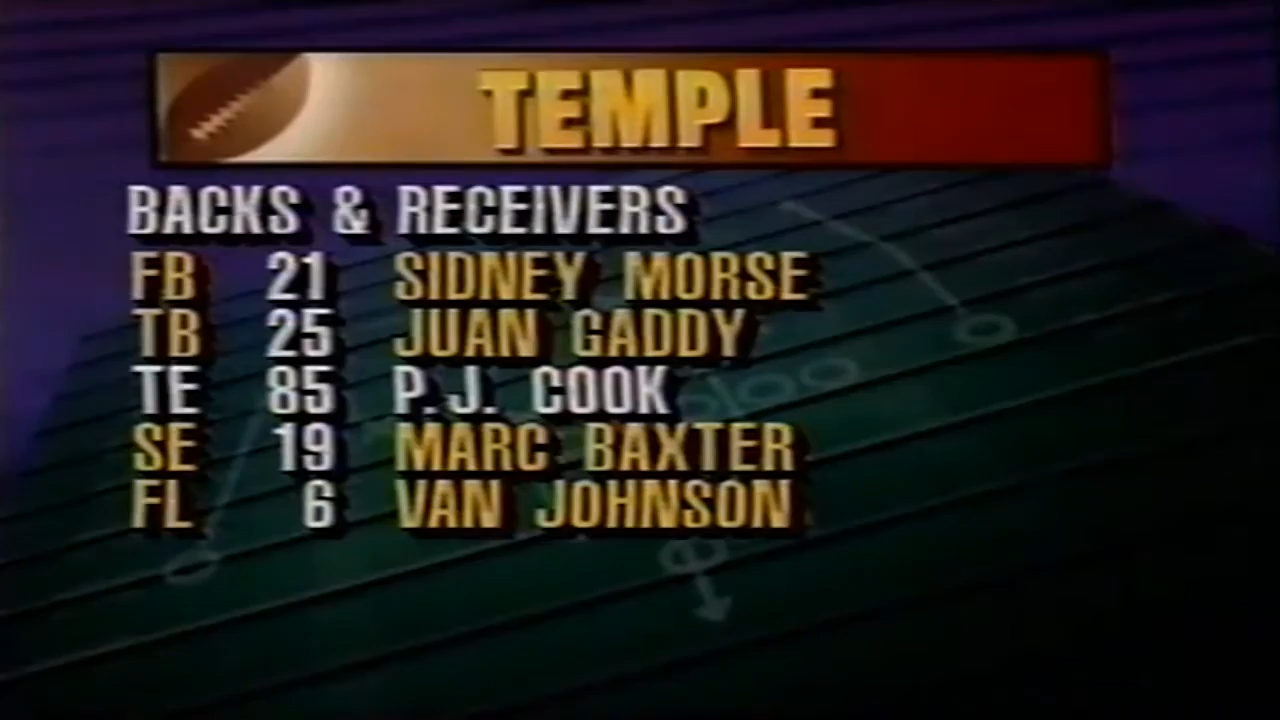 TEMPLE
BACKS & RECEIVERS
FB 21 SIDNEY MORSE
TB 25 JUAN GADDY
TE 85 P.J. COOK
SE 19 MARC BAXTER
FL 6 VAN JOHNSON